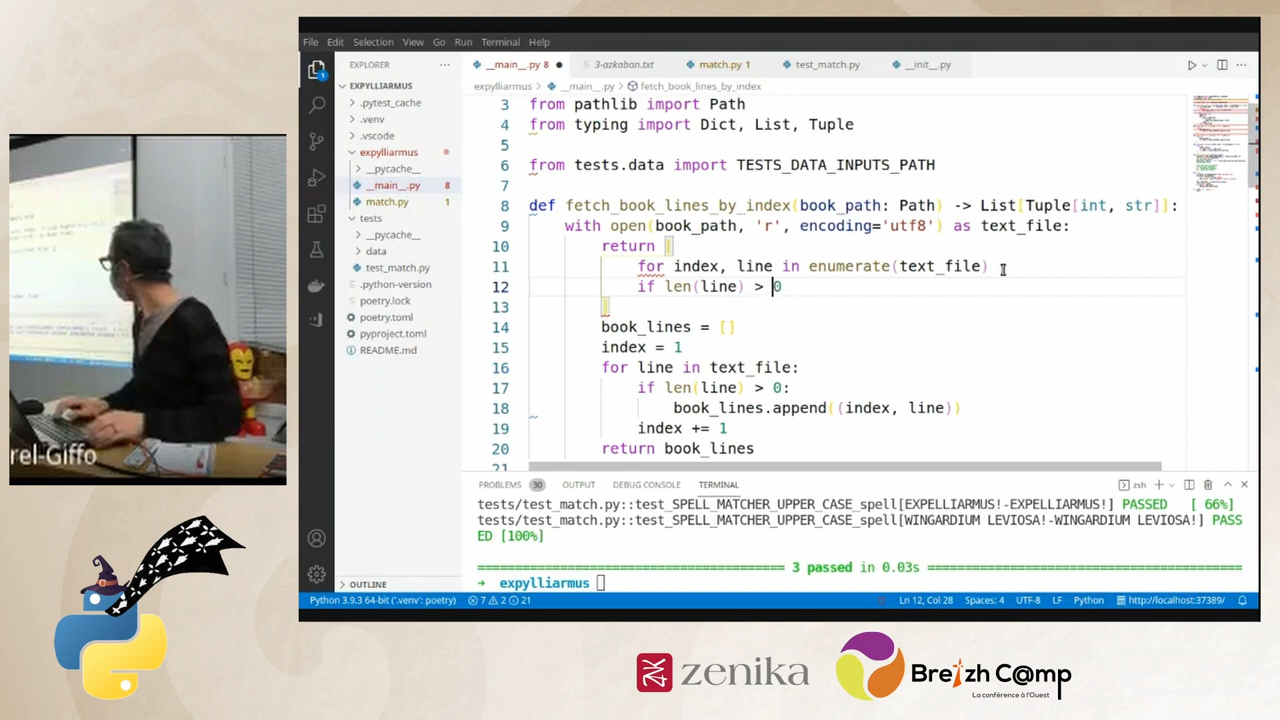 File Edit Selection View Go Run Terminal Help
EXPLORER ···
__main__.py 8 ● 3-azkaban.txt match.py 1 test_match.py __init__.py
EXPYLLIARMUS
.pytest_cache
.venv
.vscode
expylliarmus
__pycache__
__main__.py 8
match.py 1
tests
__pycache__
data
test_match.py
.python-version
poetry.lock
poetry.toml
pyproject.toml
README.md
OUTLINE
expylliarmus > __main__.py > fetch_book_lines_by_index
3 from pathlib import Path
4 from typing import Dict, List, Tuple
5
6 from tests.data import TESTS_DATA_INPUTS_PATH
7
8 def fetch_book_lines_by_index(book_path: Path) -> List[Tuple[int, str]]:
9 with open(book_path, 'r', encoding='utf8') as text_file:
10 return [
11 for index, line in enumerate(text_file)
12 if len(line) > 0
13 ]
14 book_lines = []
15 index = 1
16 for line in text_file:
17 if len(line) > 0:
18 book_lines.append((index, line))
19 index += 1
20 return book_lines
21
PROBLEMS 30 OUTPUT DEBUG CONSOLE TERMINAL zsh
tests/test_match.py::test_SPELL_MATCHER_UPPER_CASE_spell[EXPELLIARMUS!-EXPELLIARMUS!] PASSED [ 66%]
tests/test_match.py::test_SPELL_MATCHER_UPPER_CASE_spell[WINGARDIUM LEVIOSA!-WINGARDIUM LEVIOSA!] PASS
ED [100%]
3 passed in 0.03s
→ expylliarmus
Python 3.9.3 64-bit ('.venv': poetry) 7 2 21 Ln 12, Col 28 Spaces: 4 UTF-8 LF Python http://localhost:37389/
rel-Giffo
zenika
Breizh C@mp
La conférence à l'Ouest